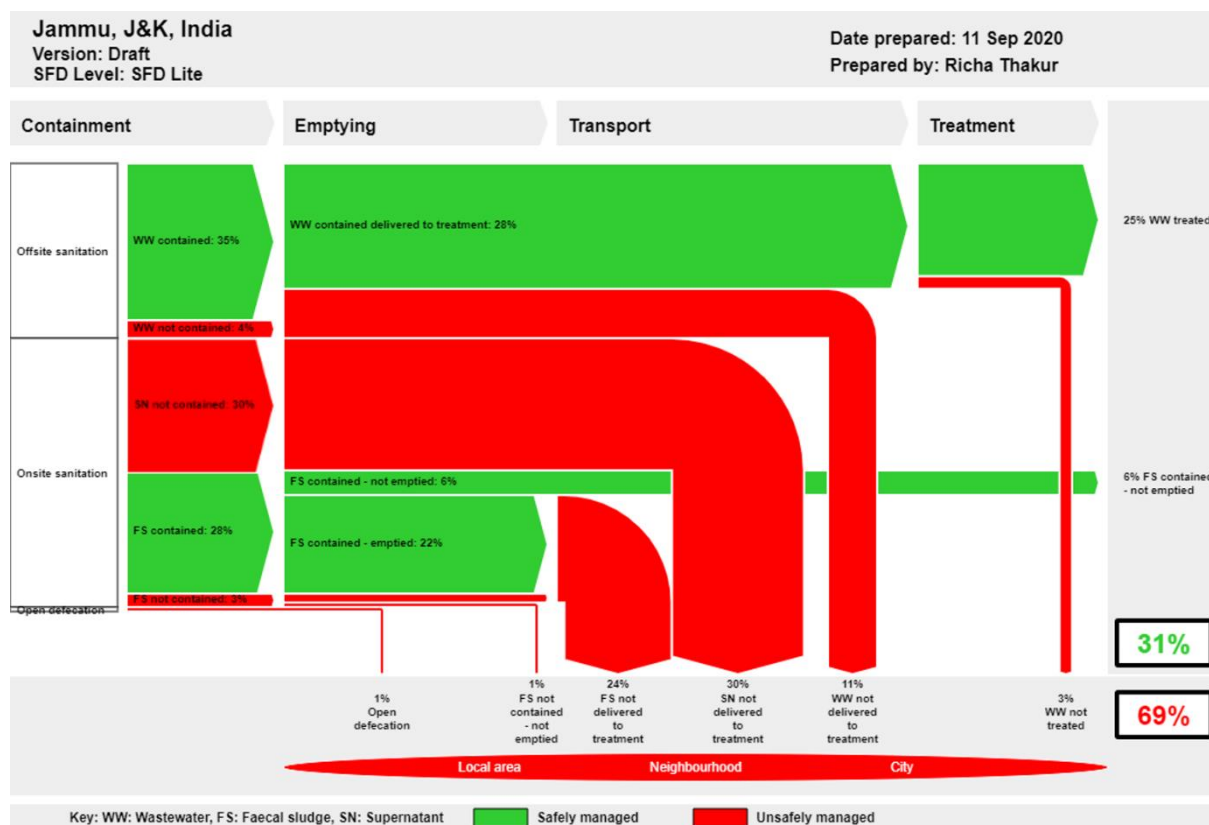 Jammu, J&K, India
Version: Draft
SFD Level: SFD Lite
Date prepared: 11 Sep 2020
Prepared by: Richa Thakur
Containment
Emptying
Transport
Treatment
Offsite sanitation
WW contained: 35%
WW contained delivered to treatment: 28%
25% WW treated
WW not contained: 4%
SN not contained: 30%
Onsite sanitation
FS contained - not emptied: 6%
6% FS contained
- not emptied
FS contained: 28%
FS contained - emptied: 22%
FS not contained: 3%
Open defecation
31%
1%
Open
defecation
1%
FS not
contained
- not
emptied
24%
FS not
delivered
to
treatment
30%
SN not
delivered
to
treatment
11%
WW not
delivered
to
treatment
3%
WW not
treated
69%
Local area
Neighbourhood
City
Key: WW: Wastewater, FS: Faecal sludge, SN: Supernatant
Safely managed
Unsafely managed